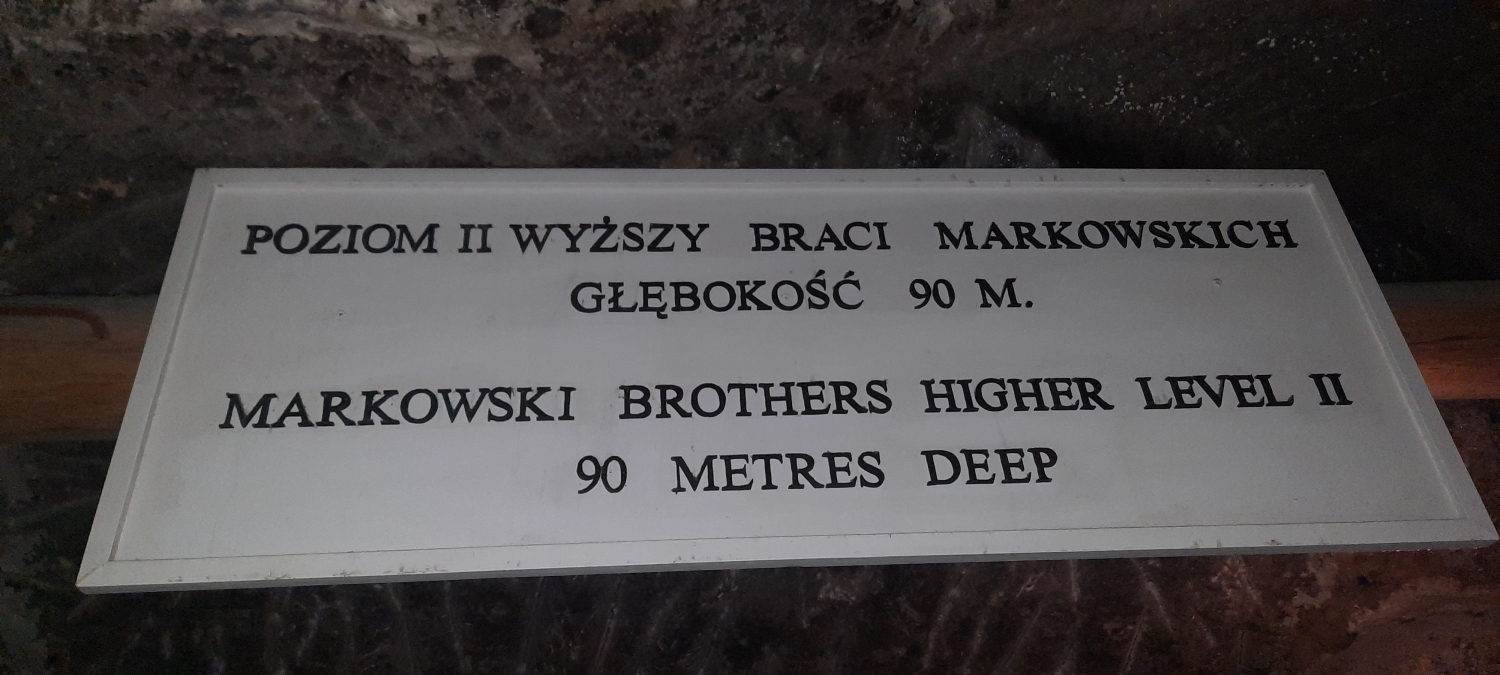 POZIOM II WYŻSZY BRACI MARKOWSKICH
GŁĘBOKOŚĆ 90 M.
MARKOWSKI BROTHERS HIGHER LEVEL II
90 METRES DEEP